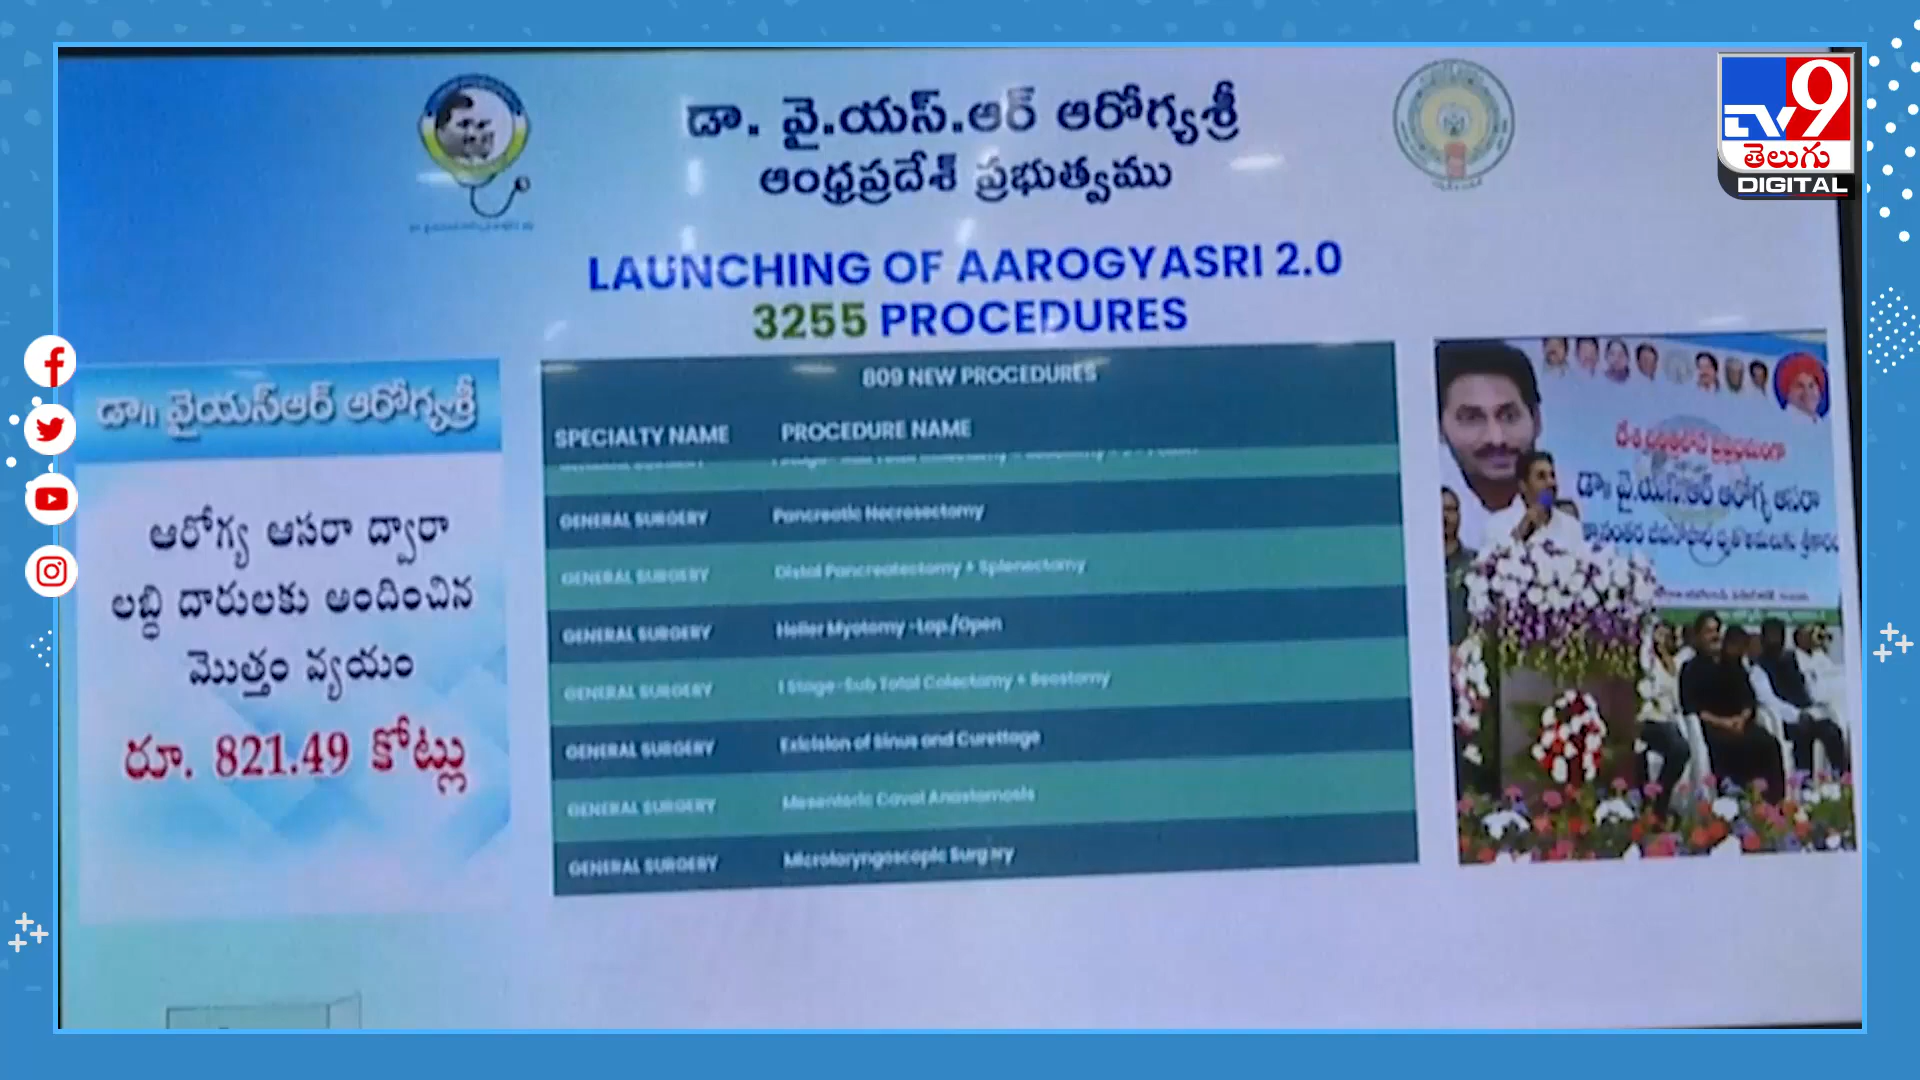 డా. వై.యస్.ఆర్ ఆరోగ్యశ్రీ
ఆంధ్రప్రదేశ్ ప్రభుత్వము
TV9
తెలుగు
DIGITAL
LAUNCHING OF AAROGYASRI 2.0
3255 PROCEDURES
డా॥ వైయస్ఆర్ ఆరోగ్యశ్రీ
ఆరోగ్య ఆసరా ద్వారా
లబ్ది దారులకు అందించిన
మొత్తం వ్యయం
రూ. 821.49 కోట్లు
809 NEW PROCEDURES
SPECIALTY NAME PROCEDURE NAME
GENERAL SURGERY Pancreatic Necrosectomy
GENERAL SURGERY Distal Pancreatectomy + Splenectomy
GENERAL SURGERY Heller Myotomy -Lap./Open
GENERAL SURGERY I Stage-Sub Total Colectomy +
GENERAL SURGERY of Sinus and Curettage
GENERAL SURGERY Mesenteric Caval Anastomosis
GENERAL SURGERY Microlaryngoscopic Surgery
డా॥ వై.యస్.ఆర్ ఆరోగ్య ఆసరా